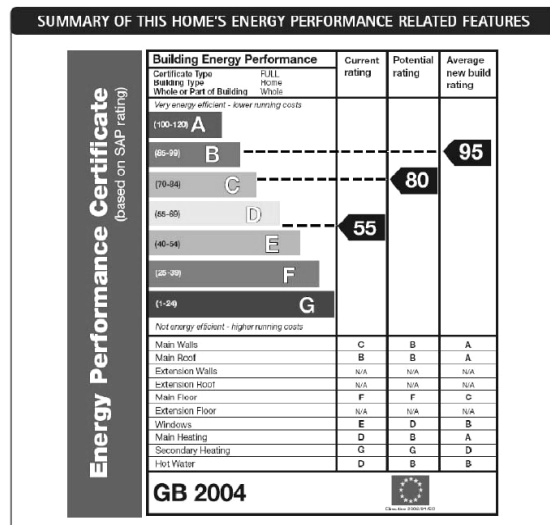 SUMMARY OF THIS HOME'S ENERGY PERFORMANCE RELATED FEATURES
Energy Performance Certificate
(based on SAP rating)
Building Energy Performance
Certificate Type FULL
Building Type Home
Whole or Part of Building Whole
Current rating
Potential rating
Average new build rating
Very energy efficient - lower running costs
(100-120) A
(85-99) B
95
(70-84) C
80
(55-69) D
55
(40-54) E
(25-39) F
(1-24) G
Not energy efficient - higher running costs
Main Walls C B A
Main Roof B B A
Extension Walls N/A N/A N/A
Extension Roof N/A N/A N/A
Main Floor F F C
Extension Floor N/A N/A N/A
Windows E D B
Main Heating D B A
Secondary Heating G G D
Hot Water D B B
GB 2004